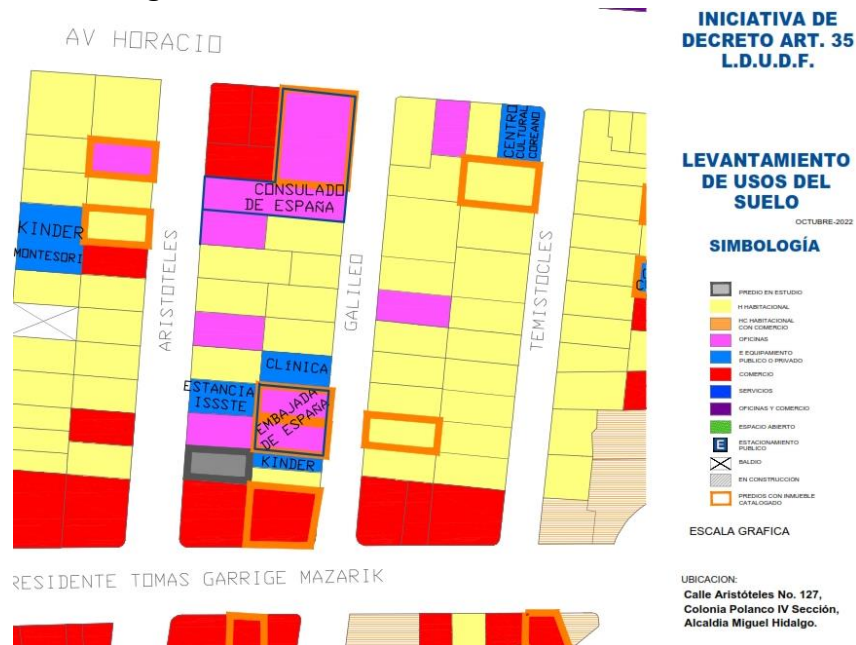 AV HORACIO
CENTRO
CULTURAL
COREANO
CONSULADO
DE ESPAÑA
KINDER
MONTESORI
ARISTOTELES
GALILEO
TEMISTOCLES
CLINICA
ESTANCIA
ISSSTE
EMBAJADA
DE ESPAÑA
KINDER
RESIDENTE TOMAS GARRIGE MAZARIK
INICIATIVA DE
DECRETO ART. 35
L.D.U.D.F.
LEVANTAMIENTO
DE USOS DEL
SUELO
OCTUBRE-2022
SIMBOLOGÍA
PREDIO EN ESTUDIO
H HABITACIONAL
HC HABITACIONAL
CON COMERCIO
OFICINAS
E EQUIPAMIENTO
PUBLICO O PRIVADO
COMERCIO
SERVICIOS
OFICINAS Y COMERCIO
ESPACIO ABIERTO
E ESTACIONAMIENTO
PUBLICO
BALDIO
EN CONSTRUCCIÓN
PREDIOS CON INMUEBLE
CATALOGADO
ESCALA GRAFICA
UBICACION:
Calle Aristóteles No. 127,
Colonia Polanco IV Sección,
Alcaldia Miguel Hidalgo.